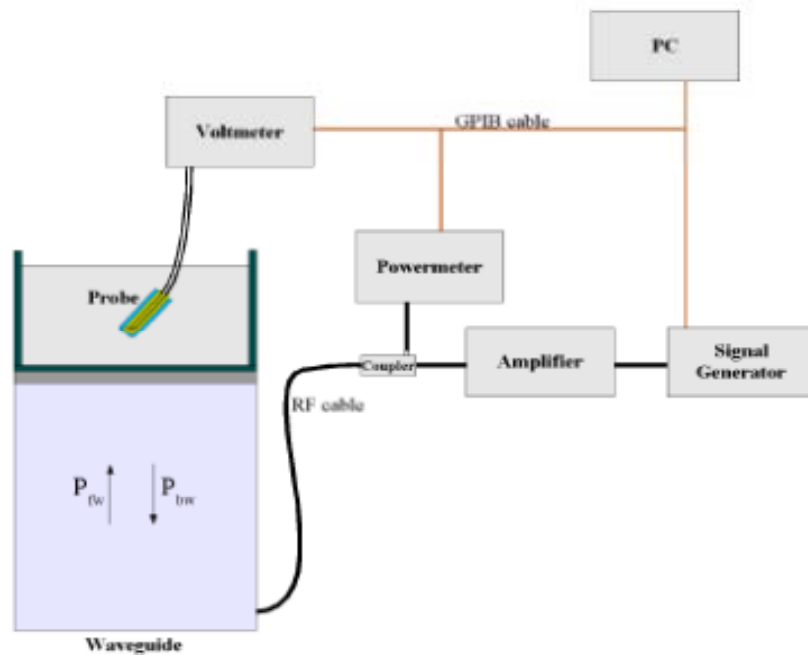 PC
Voltmeter
GPIB cable
Powermeter
Probe
Coupler
Amplifier
Signal
Generator
RF cable
P fw
P bw
Waveguide